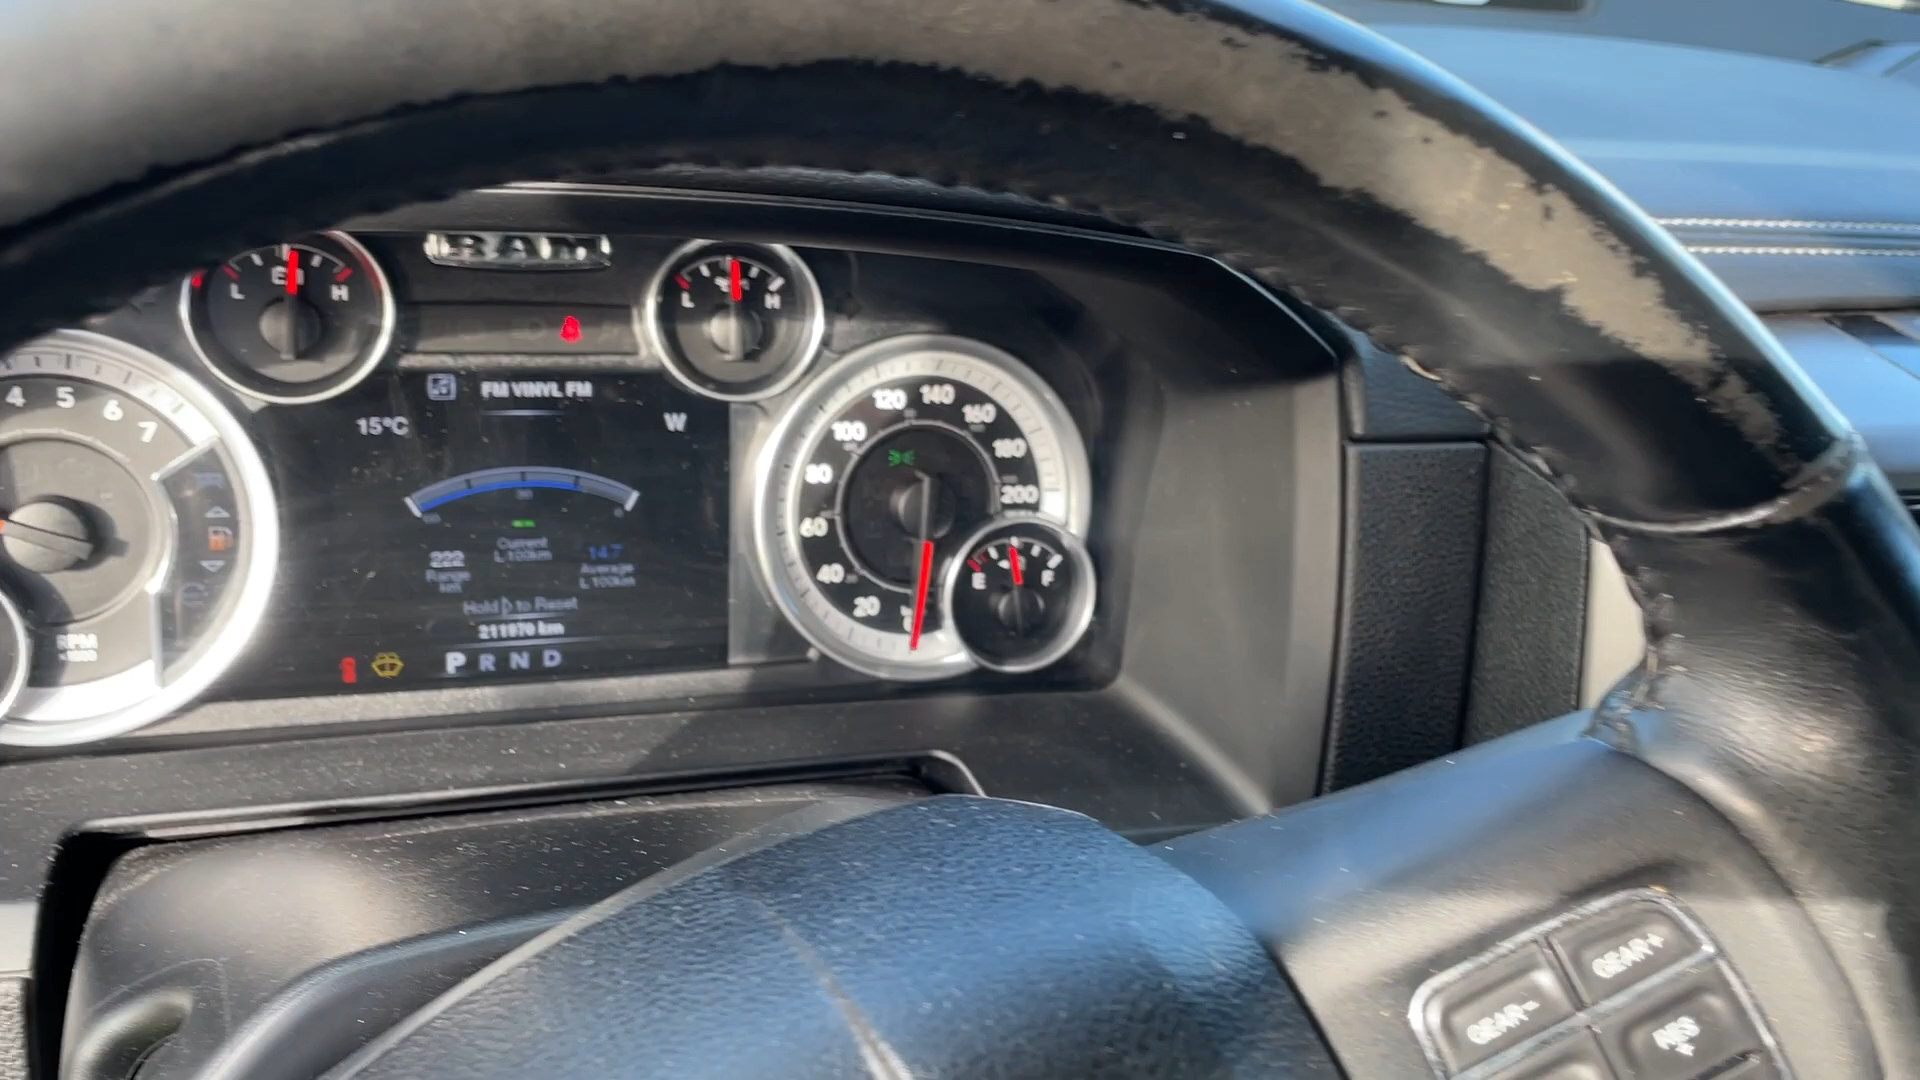 RAM
L H
L H
FM VINYL FM
15°C
W
4 5 6 7
20 40 60 80 100 120 140 160 180 200
222
Range
km
Current
L 100km
14.7
Average
L 100km
Hold to Reset
211970 km
P R N D
RPM
E F
GEAR+
GEAR-